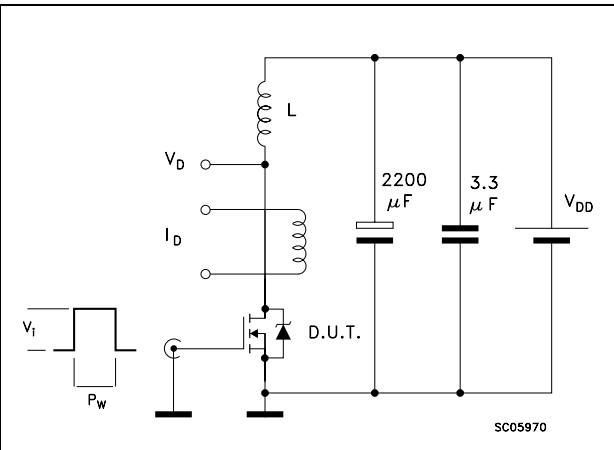 L
V_D
2200
μF
3.3
μF
V_DD
I_D
V_i
D.U.T.
P_W
SC05970